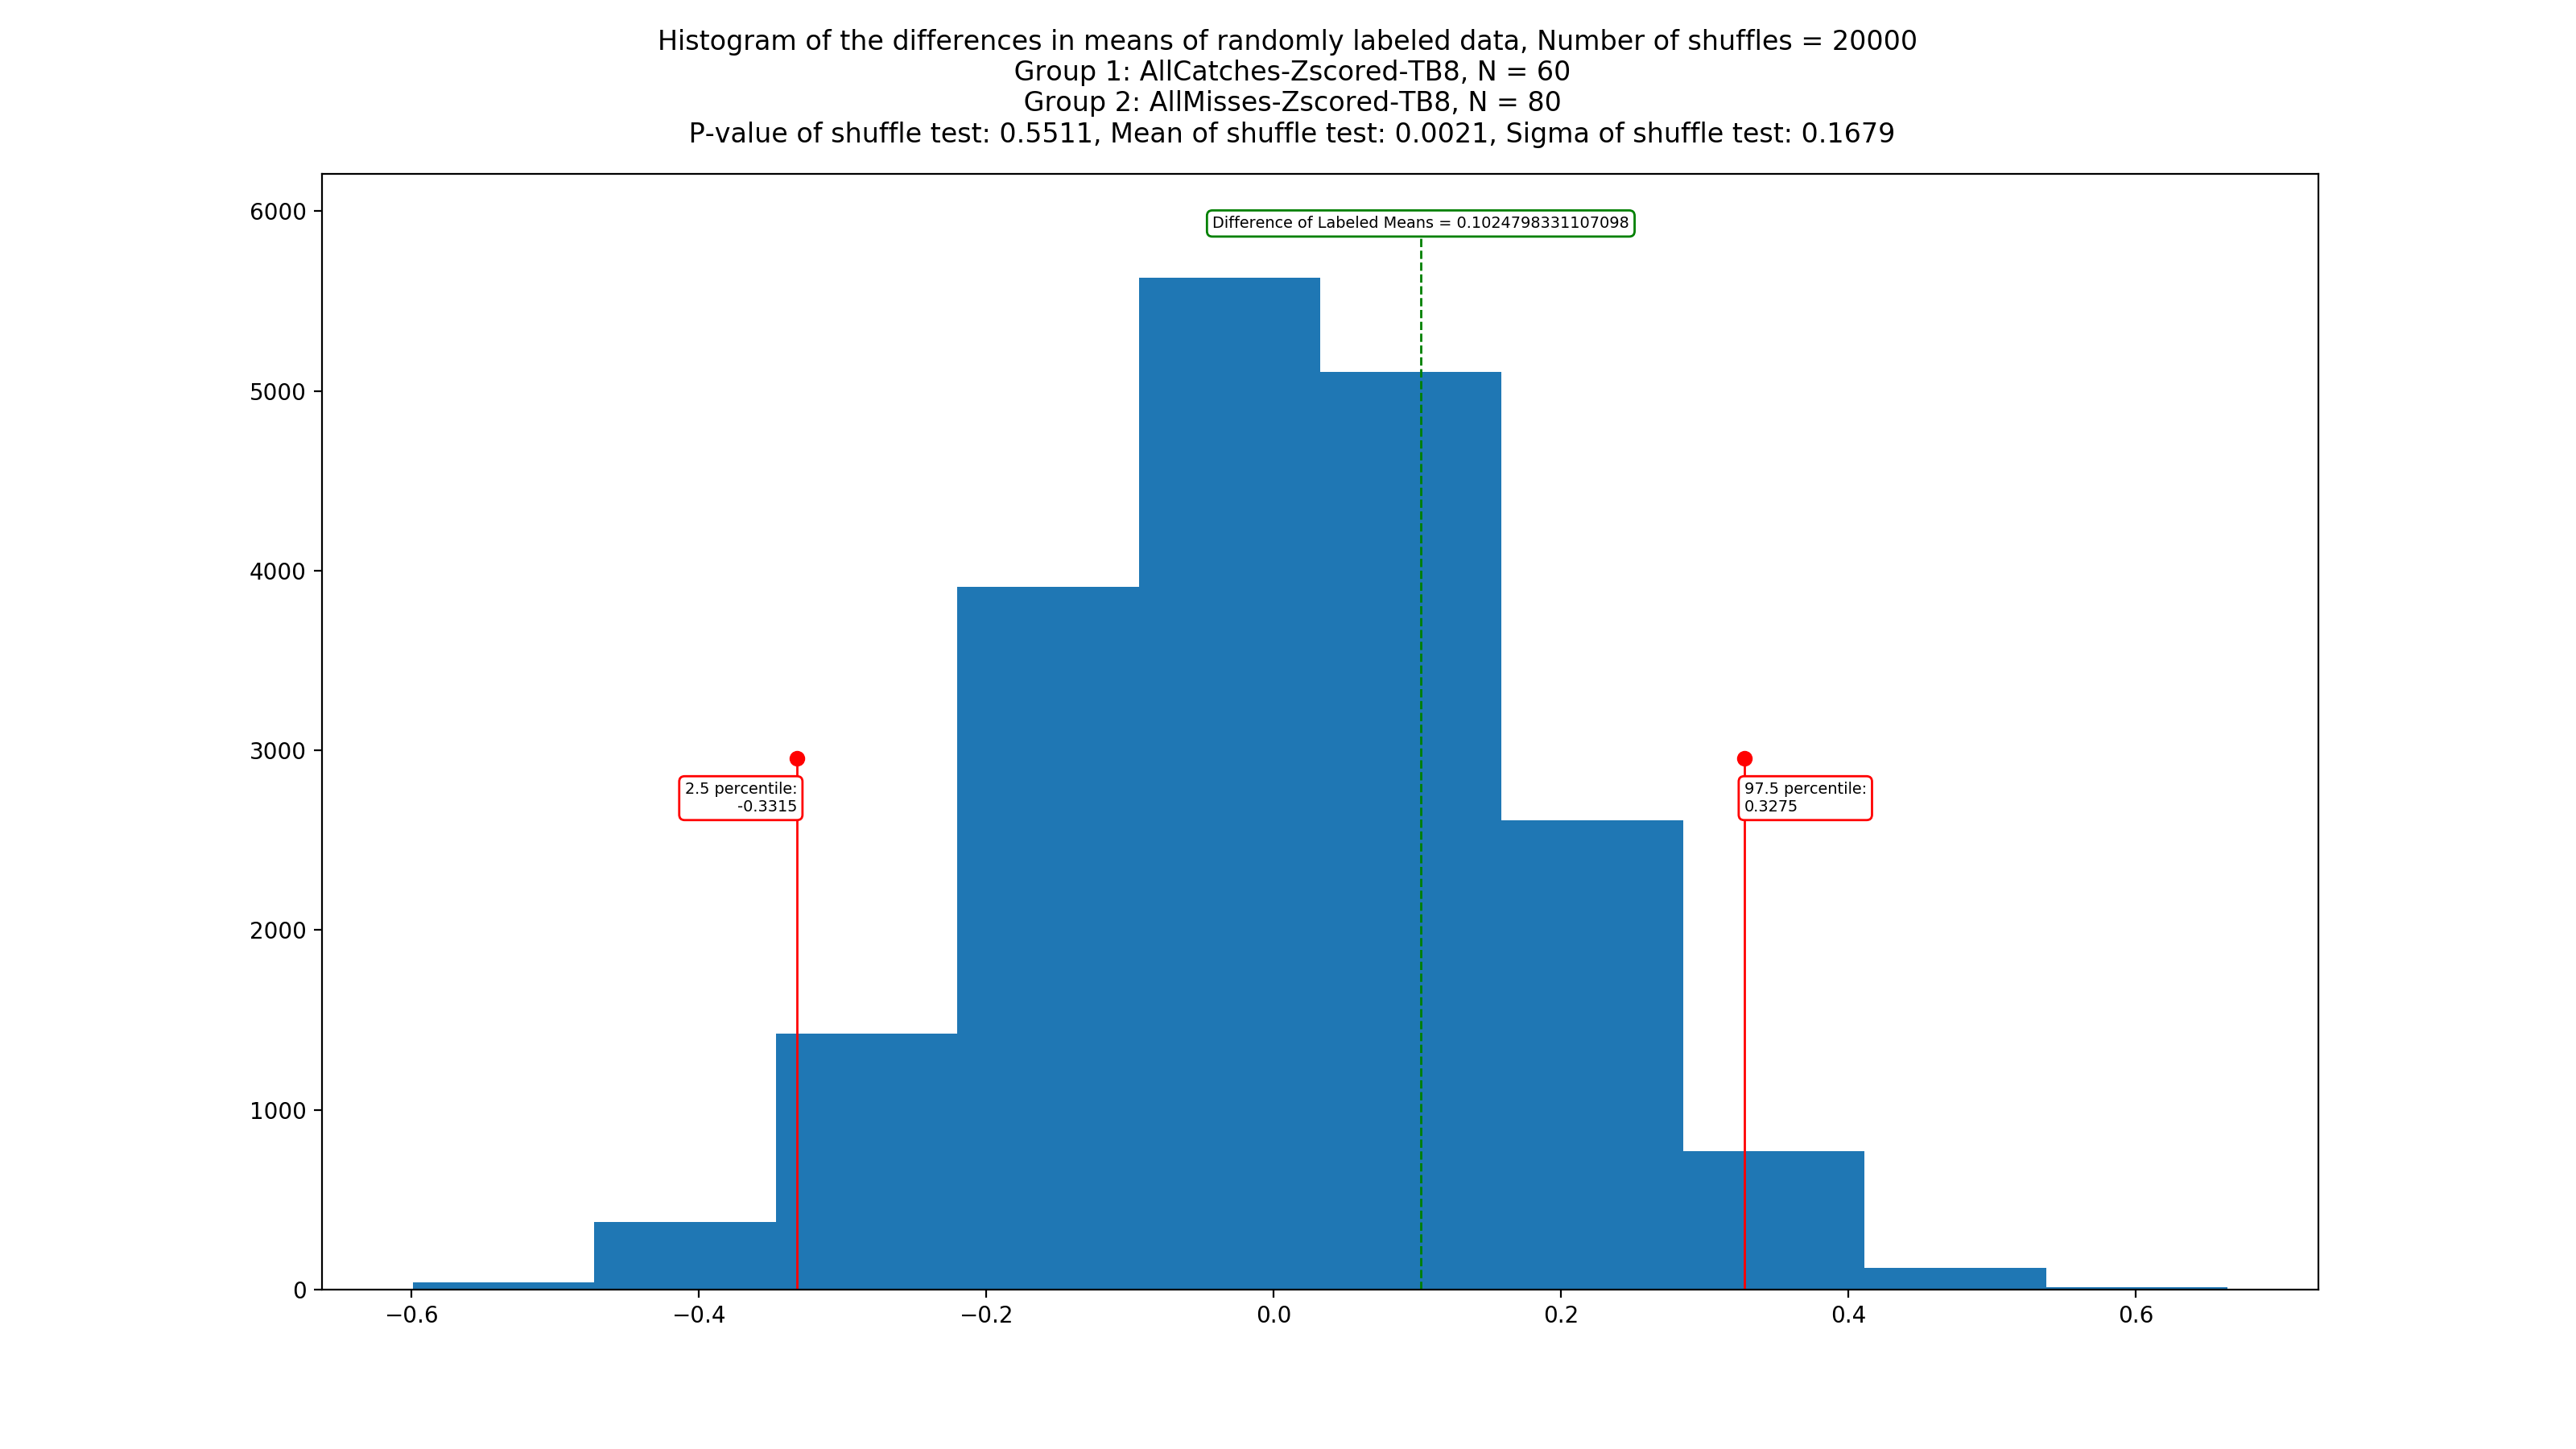 Histogram of the differences in means of randomly labeled data, Number of shuffles = 20000
Group 1: AllCatches-Zscored-TB8, N = 60
Group 2: AllMisses-Zscored-TB8, N = 80
P-value of shuffle test: 0.5511, Mean of shuffle test: 0.0021, Sigma of shuffle test: 0.1679
6000
Difference of Labeled Means = 0.1024798331107098
5000
4000
3000
2.5 percentile:
-0.3315
97.5 percentile:
0.3275
2000
1000
0
−0.6
−0.4
−0.2
0.0
0.2
0.4
0.6